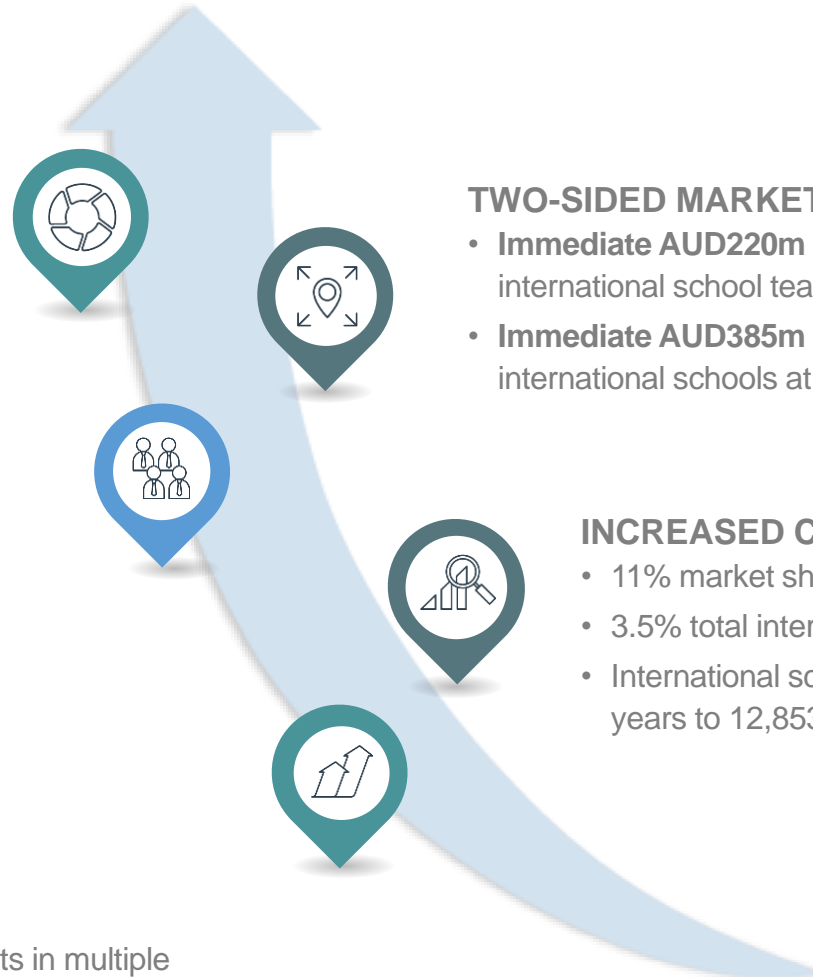 TWO-SIDED MARKET
• Immediate AUD220m
international school tea
• Immediate AUD385m
international schools at
INCREASED C
• 11% market sh
• 3.5% total inter
• International sc
years to 12,853
ts in multiple